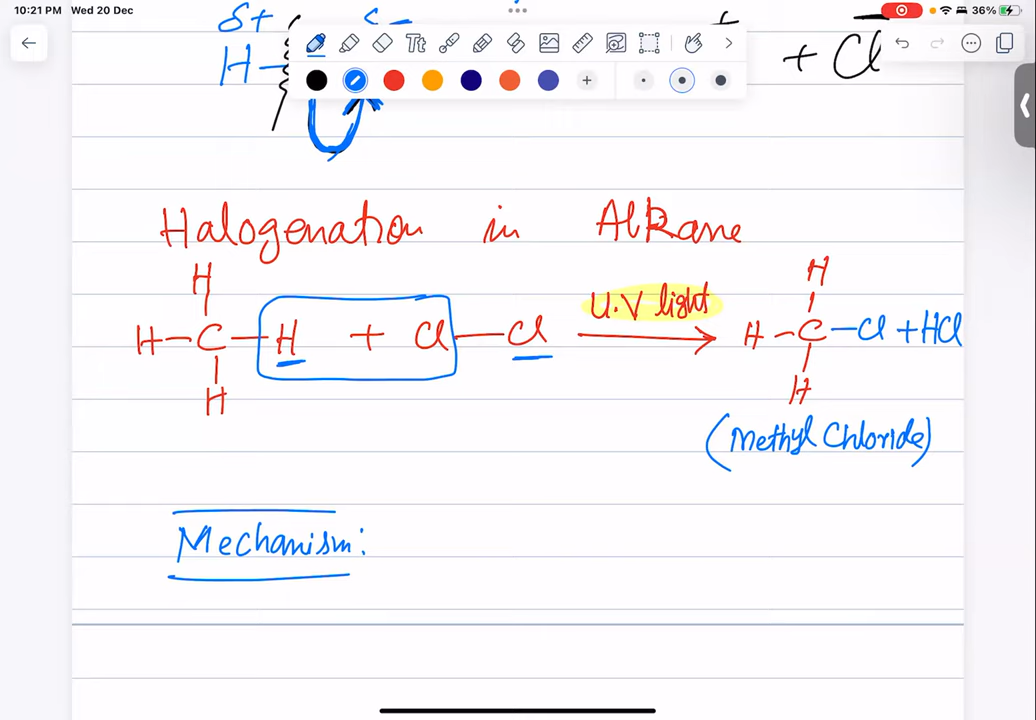 10:21 PM Wed 20 Dec
36%
δ+ δ-
H
+ Cl
Tt
Halogenation in Alkane
H H
U.V light
H-C-H + Cl-Cl → H-C-Cl + HCl
H H
(Methyl Chloride)
Mechanism: